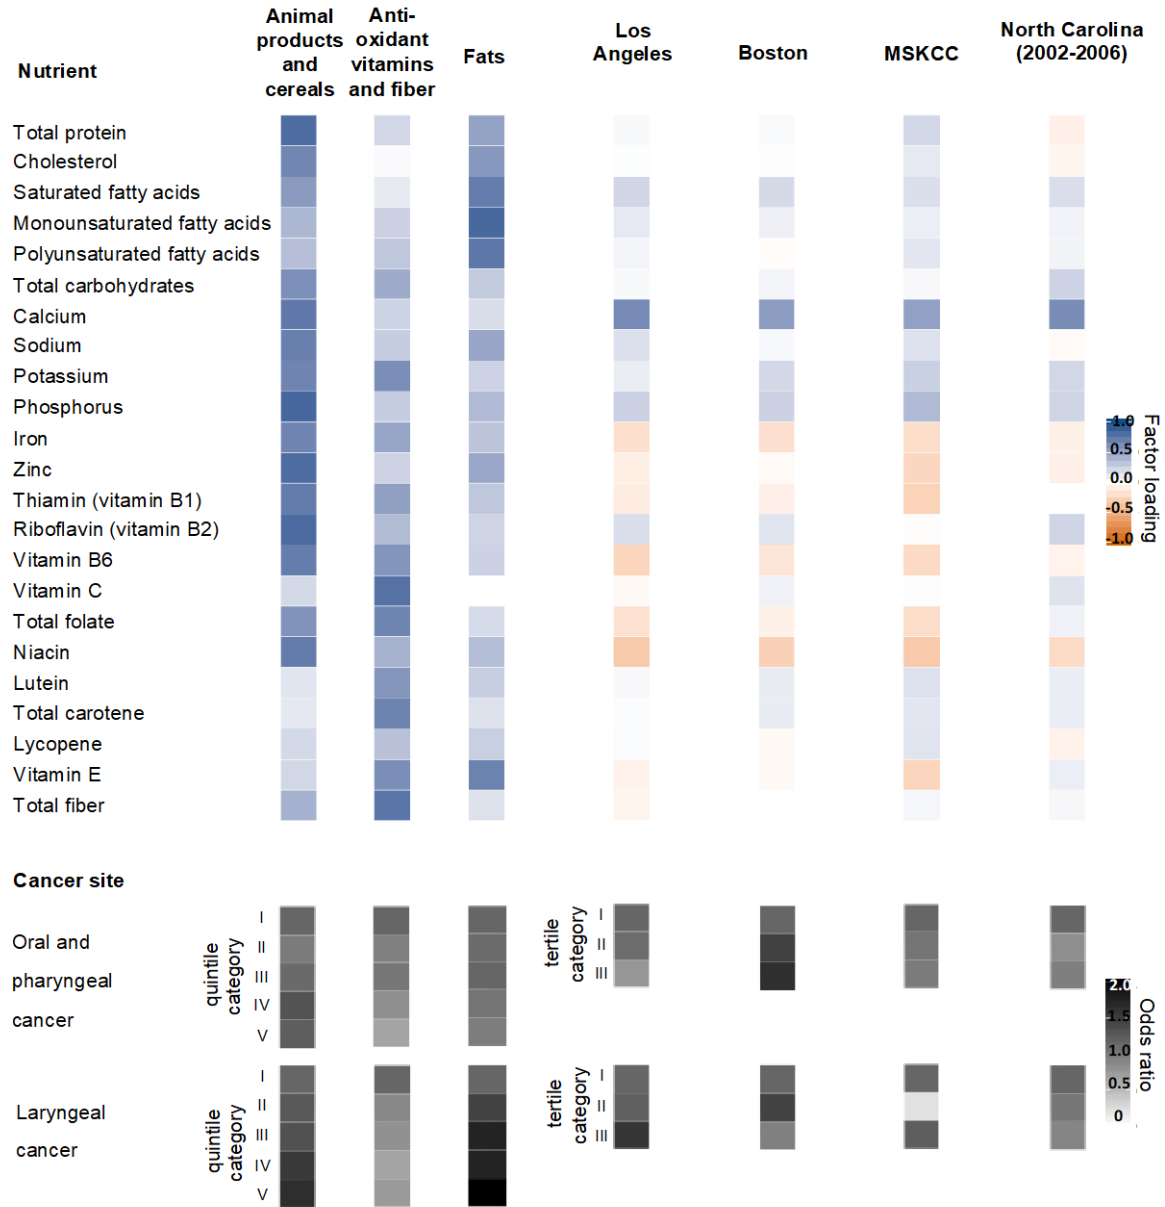 Animal
products
and
cereals
Anti-
oxidant
vitamins
and fiber
Fats
Los
Angeles
Boston
MSKCC
North Carolina
(2002-2006)
Nutrient
Total protein
Cholesterol
Saturated fatty acids
Monounsaturated fatty acids
Polyunsaturated fatty acids
Total carbohydrates
Calcium
Sodium
Potassium
Phosphorus
Iron
Zinc
Thiamin (vitamin B1)
Riboflavin (vitamin B2)
Vitamin B6
Vitamin C
Total folate
Niacin
Lutein
Total carotene
Lycopene
Vitamin E
Total fiber
1.0
0.5
0.0
-0.5
-1.0
Factor loading
Cancer site
Oral and
pharyngeal
cancer
quintile
category
I
II
III
IV
V
tertile
category
I
II
III
Laryngeal
cancer
quintile
category
I
II
III
IV
V
tertile
category
I
II
III
2.0
1.5
1.0
0.5
0
Odds ratio